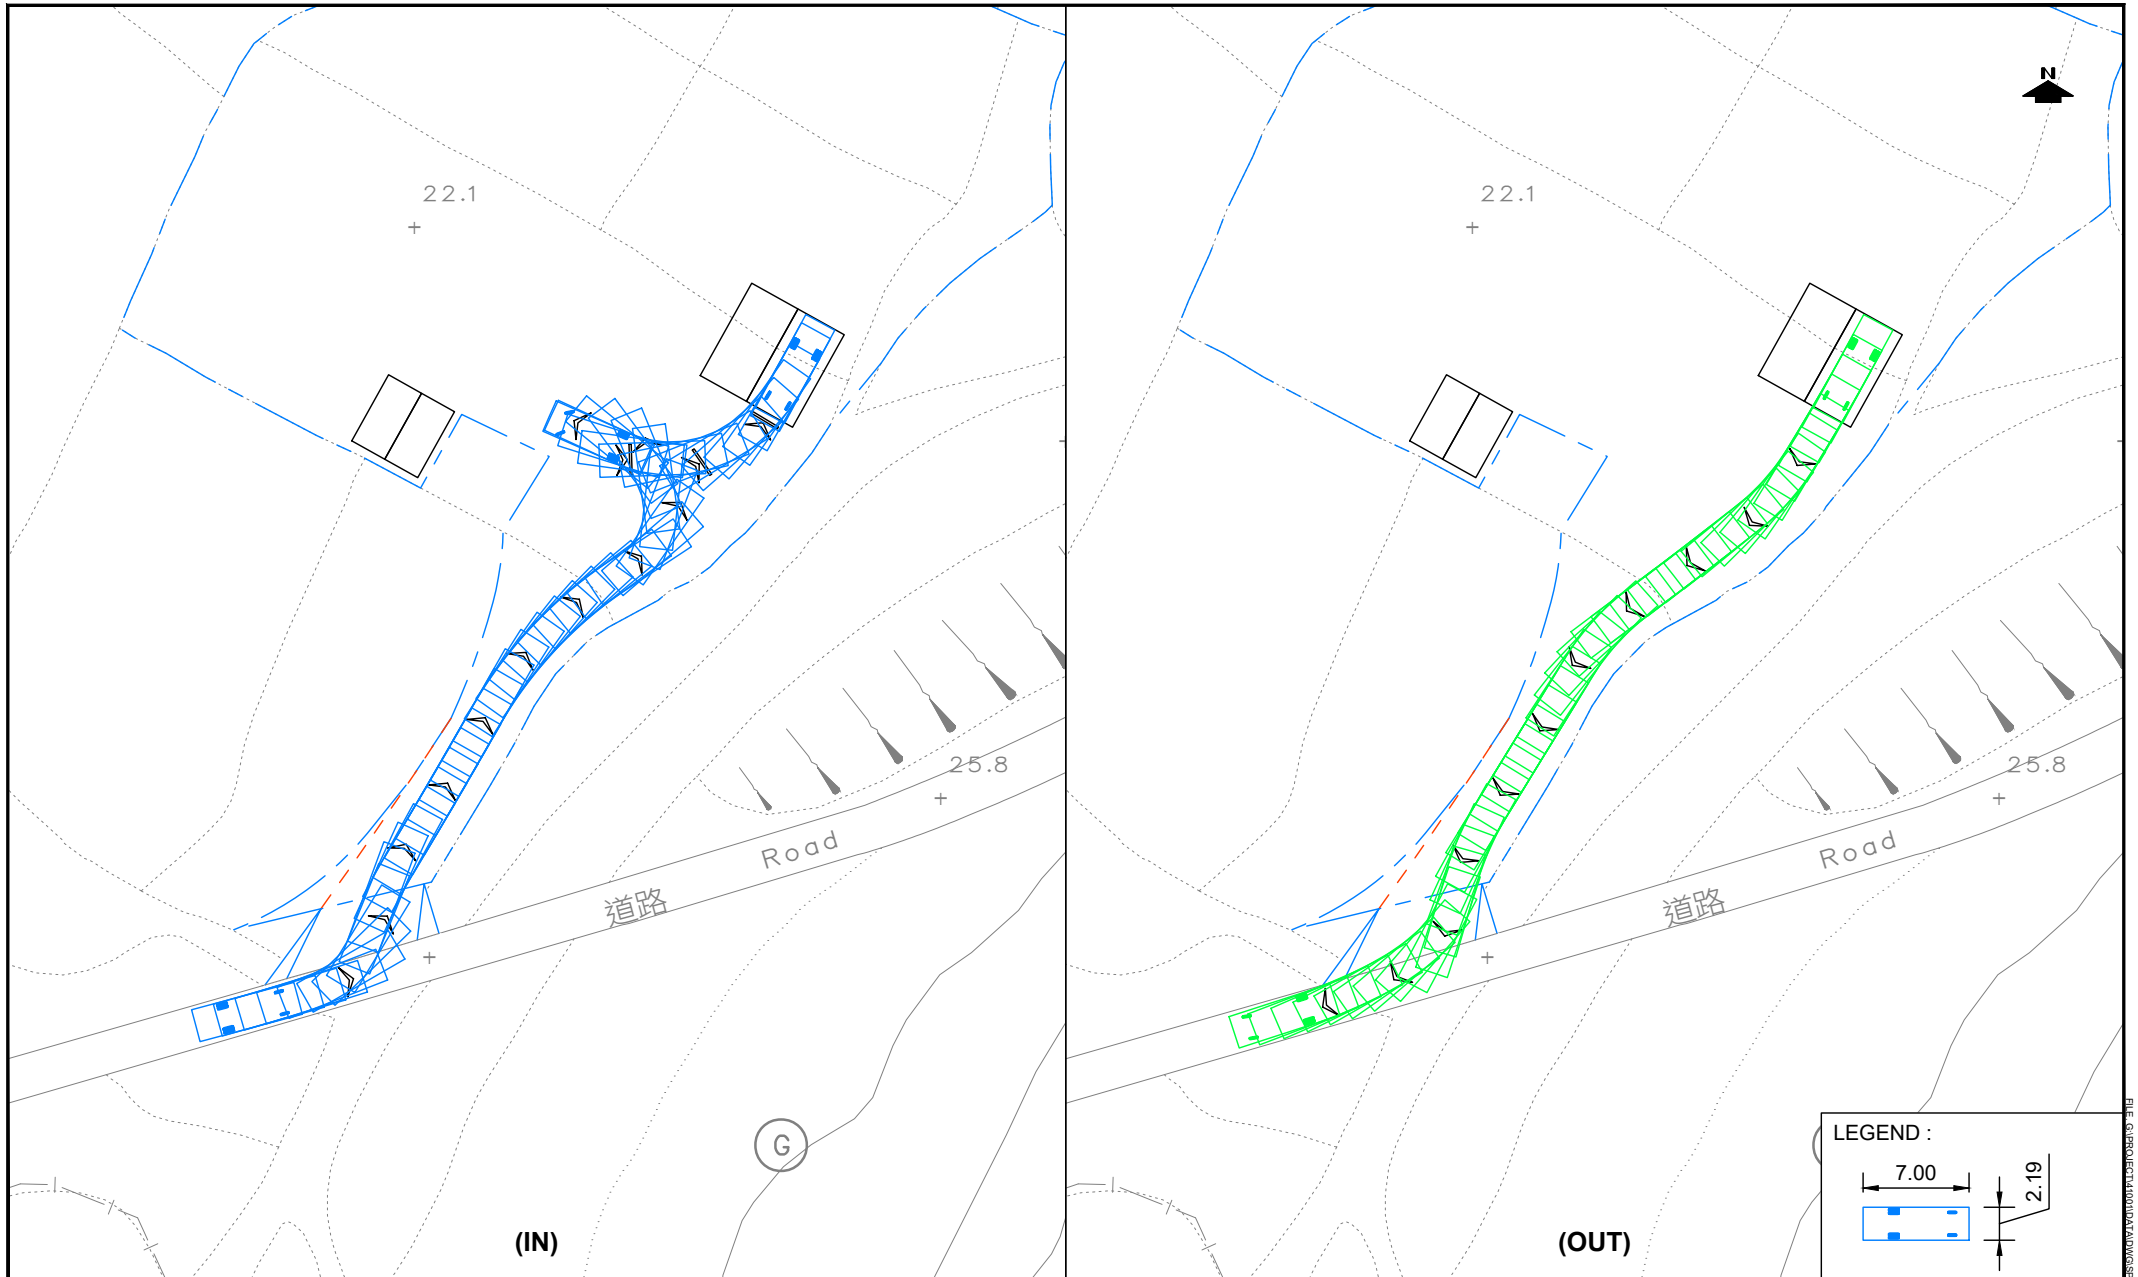 22.1
25.8
Road
道路
G
(IN)
N
22.1
25.8
Road
道路
(OUT)
LEGEND :
7.00
2.19